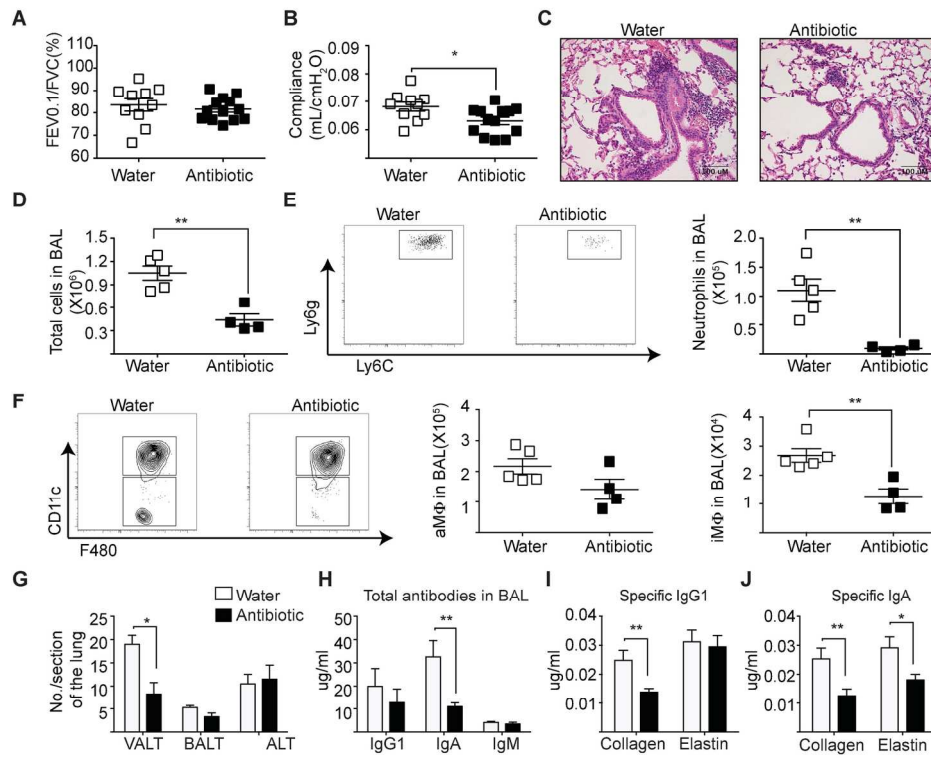 A
FEV0.1/FVC(%)
110
100
90
80
70
60
Water
Antibiotic
B
Compliance
(mL/cmH2O)
0.09
0.08
0.07
0.06
*
Water
Antibiotic
C
Water
Antibiotic
100 uM
100 uM
D
Total cells in BAL
(X10⁶)
1.5
1.2
0.9
0.6
0.3
**
Water
Antibiotic
E
Water
Antibiotic
Ly6g
Ly6C
Neutrophils in BAL
(X10⁵)
2.0
1.5
1.0
0.5
**
Water
Antibiotic
F
Water
Antibiotic
CD11c
F480
aMΦ in BAL(X10⁵)
4
3
2
1
Water
Antibiotic
iMΦ in BAL(X10⁴)
4
3
2
1
**
Water
Antibiotic
G
Water
Antibiotic
No./section
of the lung
25
20
15
10
5
*
VALT
BALT
ALT
H
Total antibodies in BAL
ug/ml
50
40
30
20
10
**
IgG1
IgA
IgM
I
Specific IgG1
ug/ml
0.04
0.03
0.02
0.01
**
Collagen
Elastin
J
Specific IgA
ug/ml
0.04
0.03
0.02
0.01
**
*
Collagen
Elastin